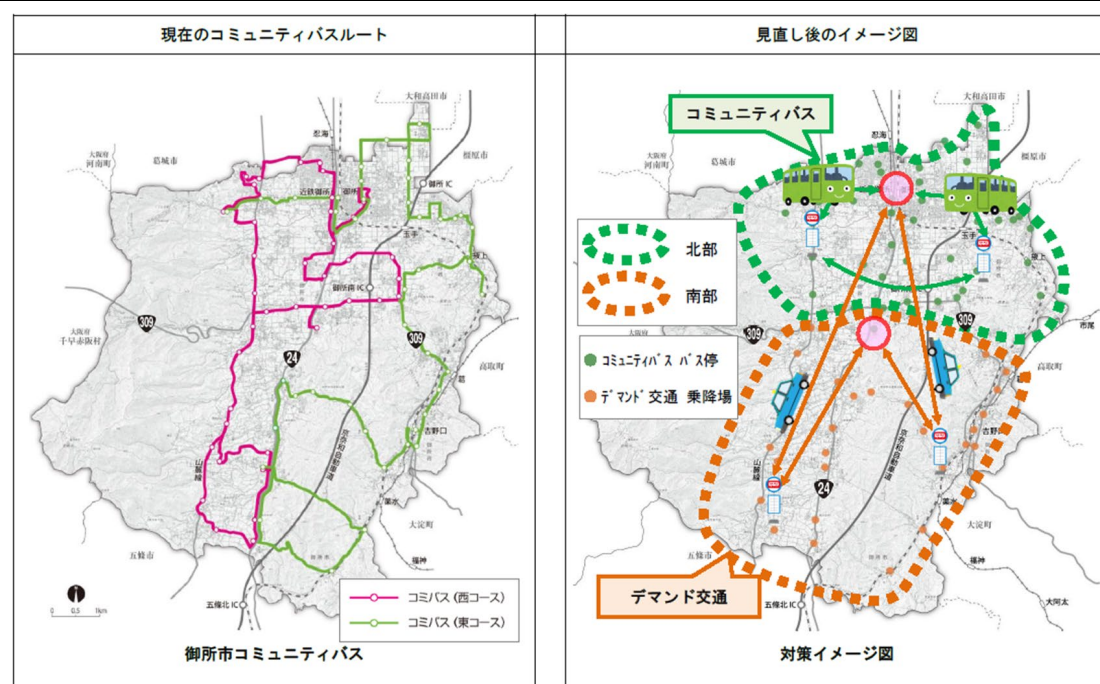 現在のコミュニティバスルート
見直し後のイメージ図
大和高田市
忍海
大阪府
河南町
葛城市
橿原市
御所 IC
近鉄御所
御所
玉手
掖上
御所南 IC
大阪府
千早赤阪村
309
309
24
高取町
葛
吉野口
京奈和自動車道
山麓線
薬水
大淀町
五條市
福神
五條北 IC
0 0.5 1km
コミバス (西コース)
コミバス (東コース)
御所市コミュニティバス
コミュニティバス
大和高田市
忍海
大阪府
河南町
葛城市
橿原市
玉手
北部
南部
掖上
市尾
大阪府
309
309
コミュニティバス バス停
デマンド交通 乗降場
高取町
吉野口
京奈和自動車道
山麓線
24
薬水
大淀町
五條市
福神
デマンド交通
五條北 IC
大阿太
対策イメージ図